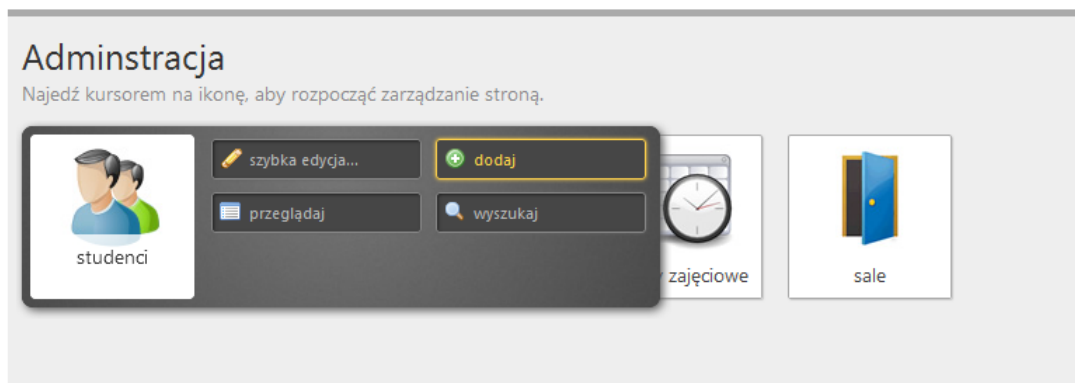 Adminstracja
Najedź kursorem na ikonę, aby rozpocząć zarządzanie stroną.
szybka edycja...
dodaj
przeglądaj
wyszukaj
studenci
zajęciowe
sale